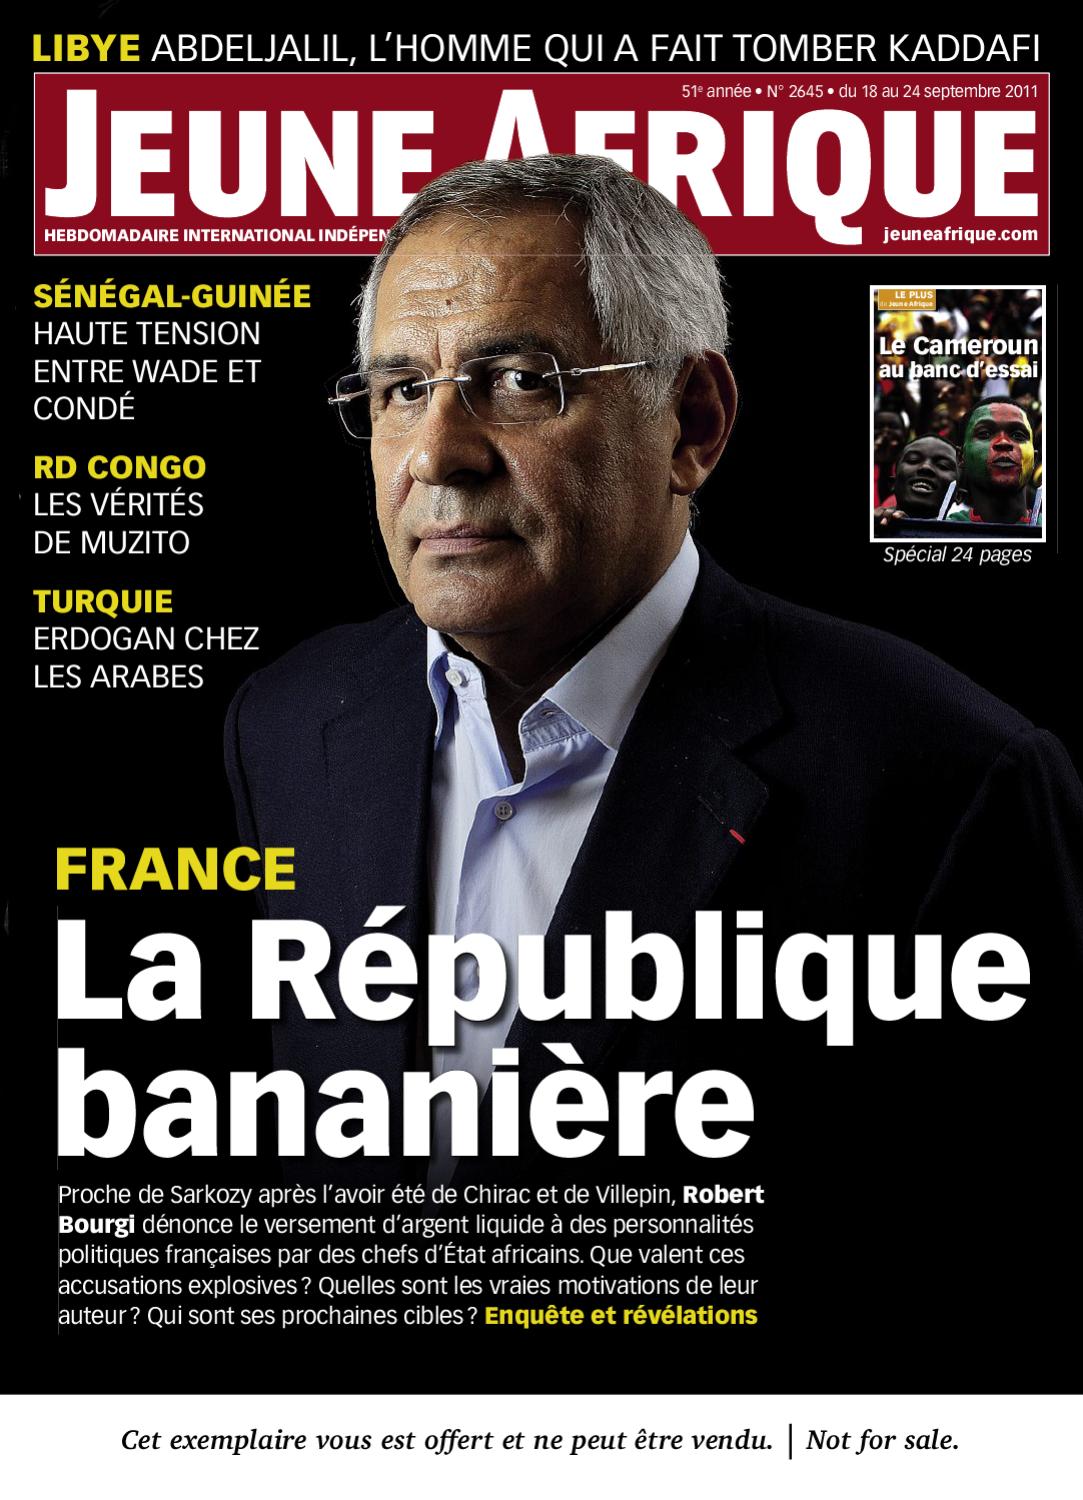 LIBYE ABDELJALIL, L'HOMME QUI A FAIT TOMBER KADDAFI
51e année • N° 2645 • du 18 au 24 septembre 2011
JEUNE AFRIQUE
HEBDOMADAIRE INTERNATIONAL INDÉPEN
jeuneafrique.com
SÉNÉGAL-GUINÉE
HAUTE TENSION
ENTRE WADE ET
CONDÉ
RD CONGO
LES VÉRITÉS
DE MUZITO
TURQUIE
ERDOGAN CHEZ
LES ARABES
LE PLUS
de Jeune Afrique
Le Cameroun
au banc d'essai
Spécial 24 pages
FRANCE
La République
bananière
Proche de Sarkozy après l'avoir été de Chirac et de Villepin, Robert
Bourgi dénonce le versement d'argent liquide à des personnalités
politiques françaises par des chefs d'État africains. Que valent ces
accusations explosives ? Quelles sont les vraies motivations de leur
auteur ? Qui sont ses prochaines cibles ? Enquête et révélations
Cet exemplaire vous est offert et ne peut être vendu. | Not for sale.